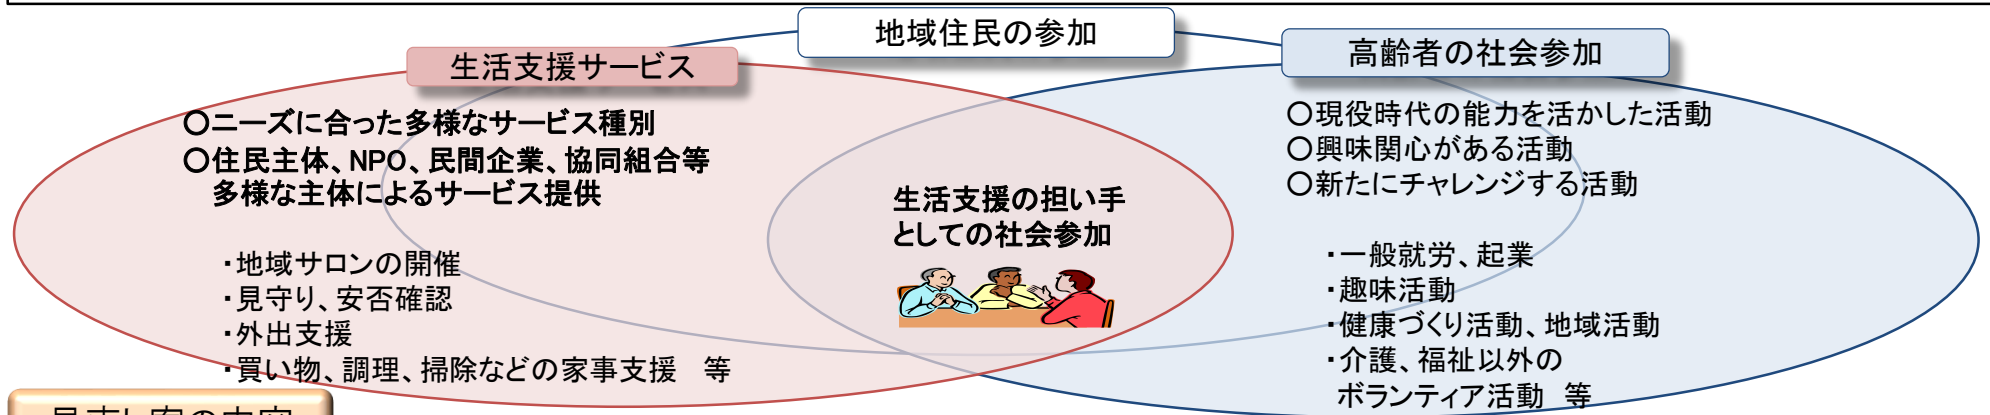 地域住民の参加
生活支援サービス
高齢者の社会参加
○ニーズに合った多様なサービス種別
○住民主体、NPO、民間企業、協同組合等
多様な主体によるサービス提供
・地域サロンの開催
・見守り、安否確認
・外出支援
・買い物、調理、掃除などの家事支援　等
生活支援の担い手
としての社会参加
○現役時代の能力を活かした活動
○興味関心がある活動
○新たにチャレンジする活動
・一般就労、起業
・趣味活動
・健康づくり活動、地域活動
・介護、福祉以外の
ボランティア活動　等
見直し案の内容